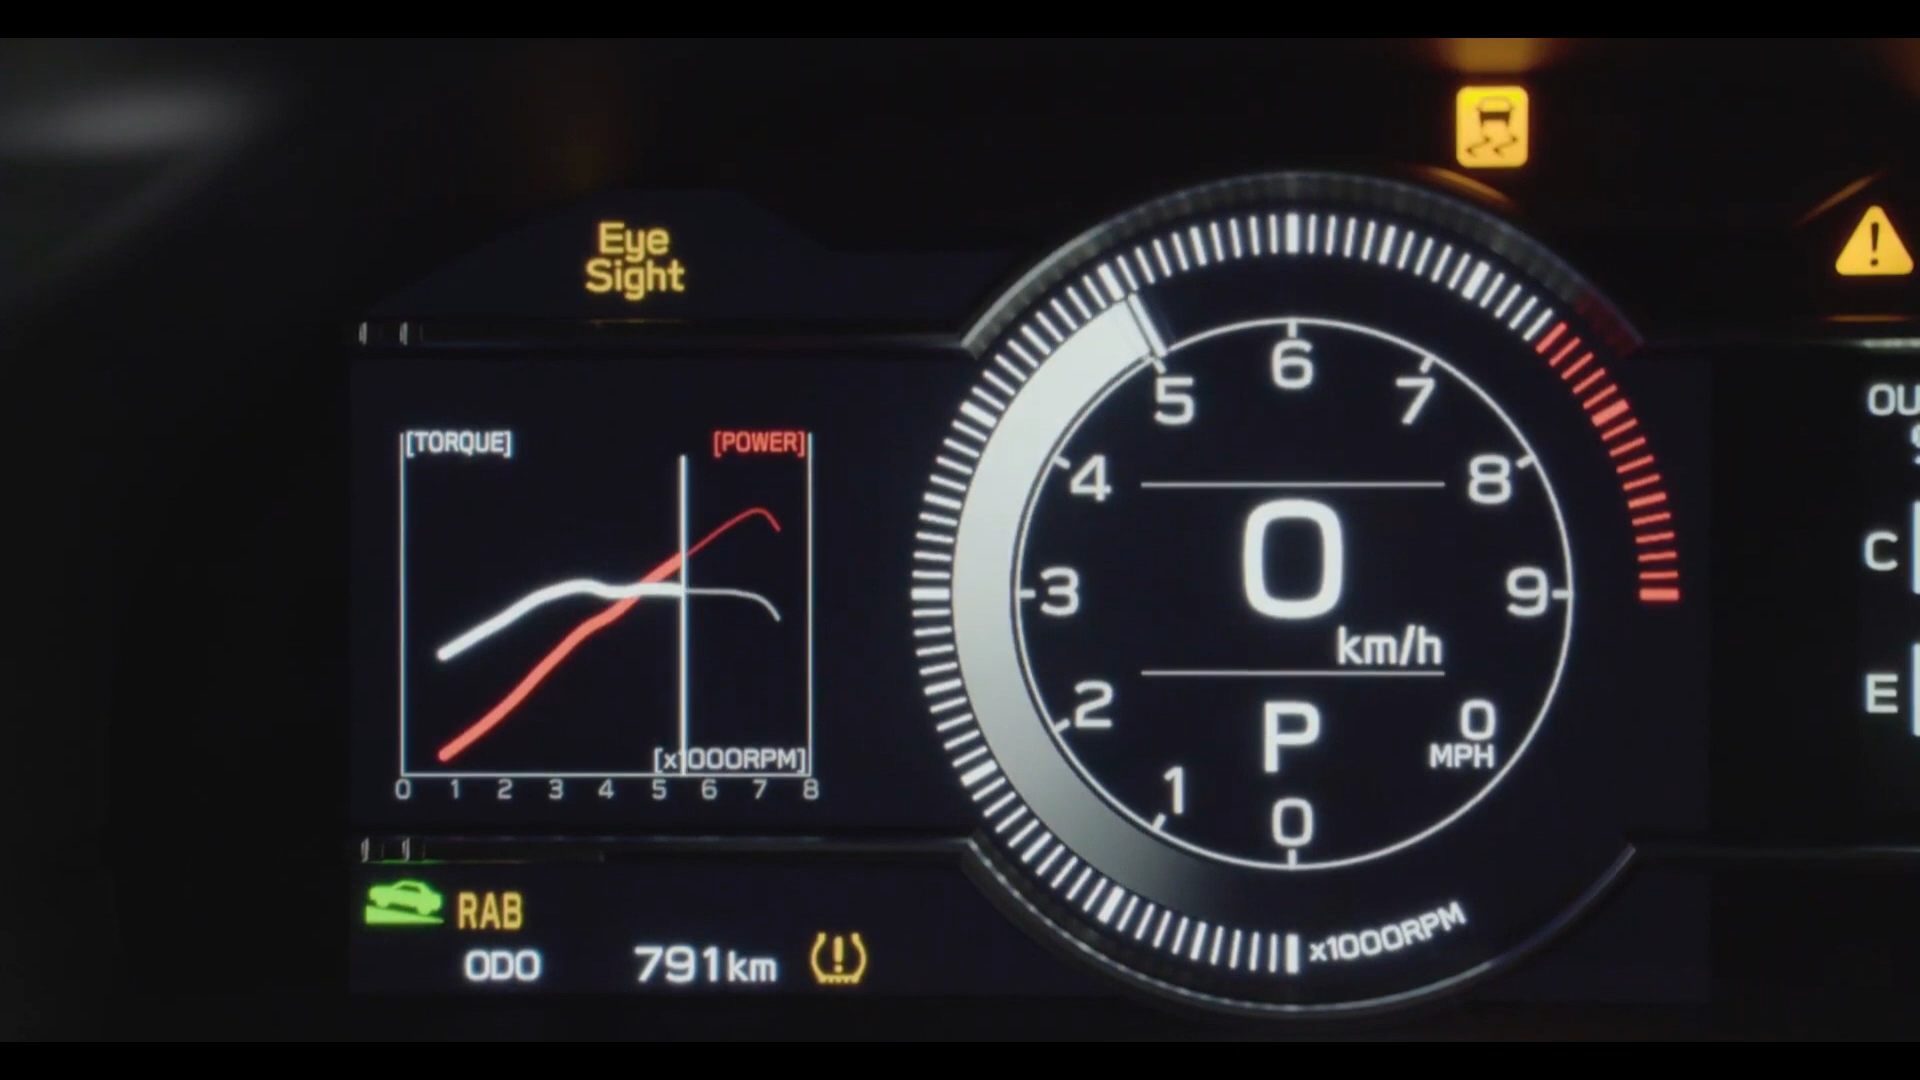 Eye
Sight
[TORQUE] [POWER]
[x1000RPM]
0 1 2 3 4 5 6 7 8
RAB
ODO 791km
6
5 7
4 8
0
3 9
km/h
2 0
P
MPH
1
0
x1000RPM
OU
C
E